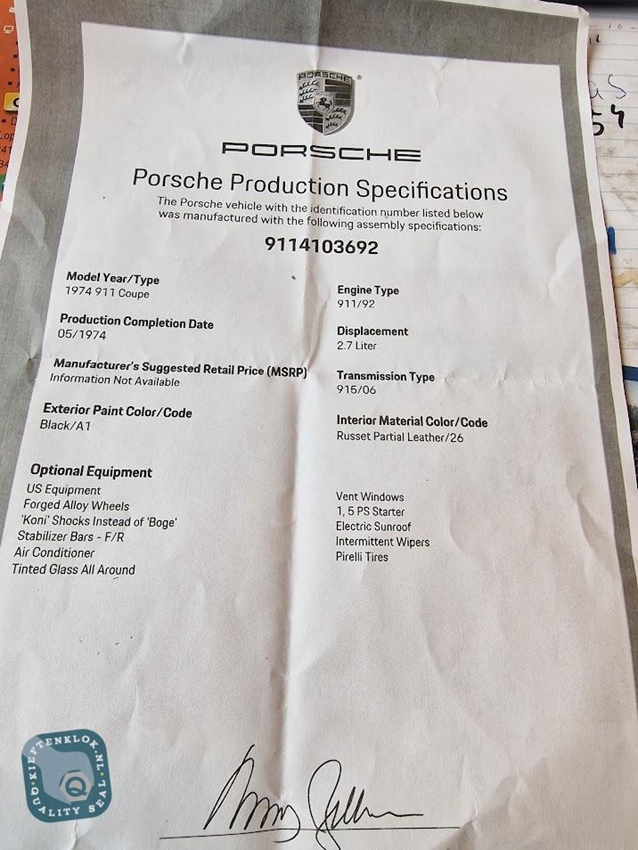 PORSCHE
PORSCHE
Porsche Production Specifications
The Porsche vehicle with the identification number listed below
was manufactured with the following assembly specifications:
9114103692
Model Year/Type
1974 911 Coupe
Production Completion Date
05/1974
Manufacturer's Suggested Retail Price (MSRP)
Information Not Available
Exterior Paint Color/Code
Black/A1
Engine Type
911/92
Displacement
2.7 Liter
Transmission Type
915/06
Interior Material Color/Code
Russet Partial Leather/26
Optional Equipment
US Equipment
Forged Alloy Wheels
'Koni' Shocks Instead of 'Boge'
Stabilizer Bars - F/R
Air Conditioner
Tinted Glass All Around
Vent Windows
1, 5 PS Starter
Electric Sunroof
Intermittent Wipers
Pirelli Tires
KIEFTENKLOK.NL
Q
QUALITY SEAL